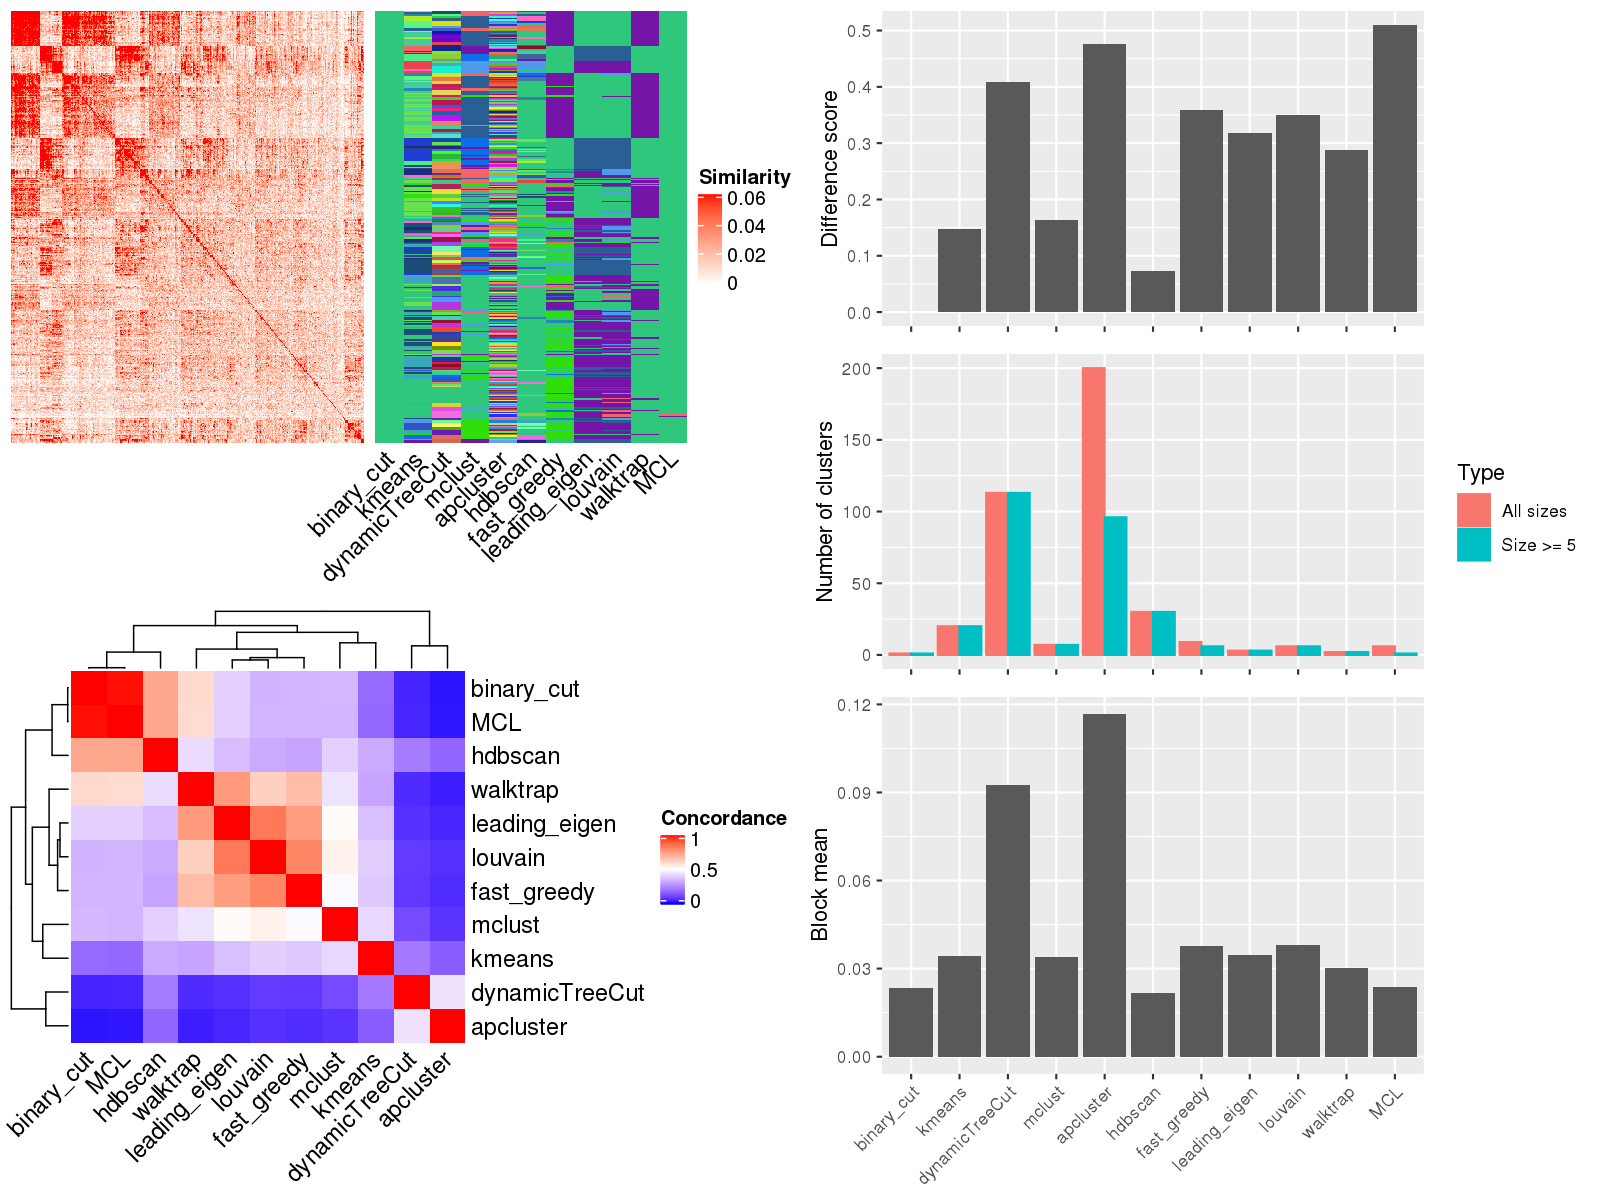 Similarity
0.06
0.04
0.02
0
binary_cut
kmeans
dynamicTreeCut
mclust
apcluster
hdbscan
fast_greedy
leading_eigen
louvain
walktrap
MCL
binary_cut
MCL
hdbscan
walktrap
leading_eigen
louvain
fast_greedy
mclust
kmeans
dynamicTreeCut
apcluster
Concordance
1
0.5
0
binary_cut
MCL
hdbscan
walktrap
leading_eigen
louvain
fast_greedy
mclust
kmeans
dynamicTreeCut
apcluster
Difference score
0.5
0.4
0.3
0.2
0.1
0.0
Number of clusters
200
150
100
50
0
Type
All sizes
Size >= 5
Block mean
0.12
0.09
0.06
0.03
0.00
binary_cut
kmeans
dynamicTreeCut
mclust
apcluster
hdbscan
fast_greedy
leading_eigen
louvain
walktrap
MCL